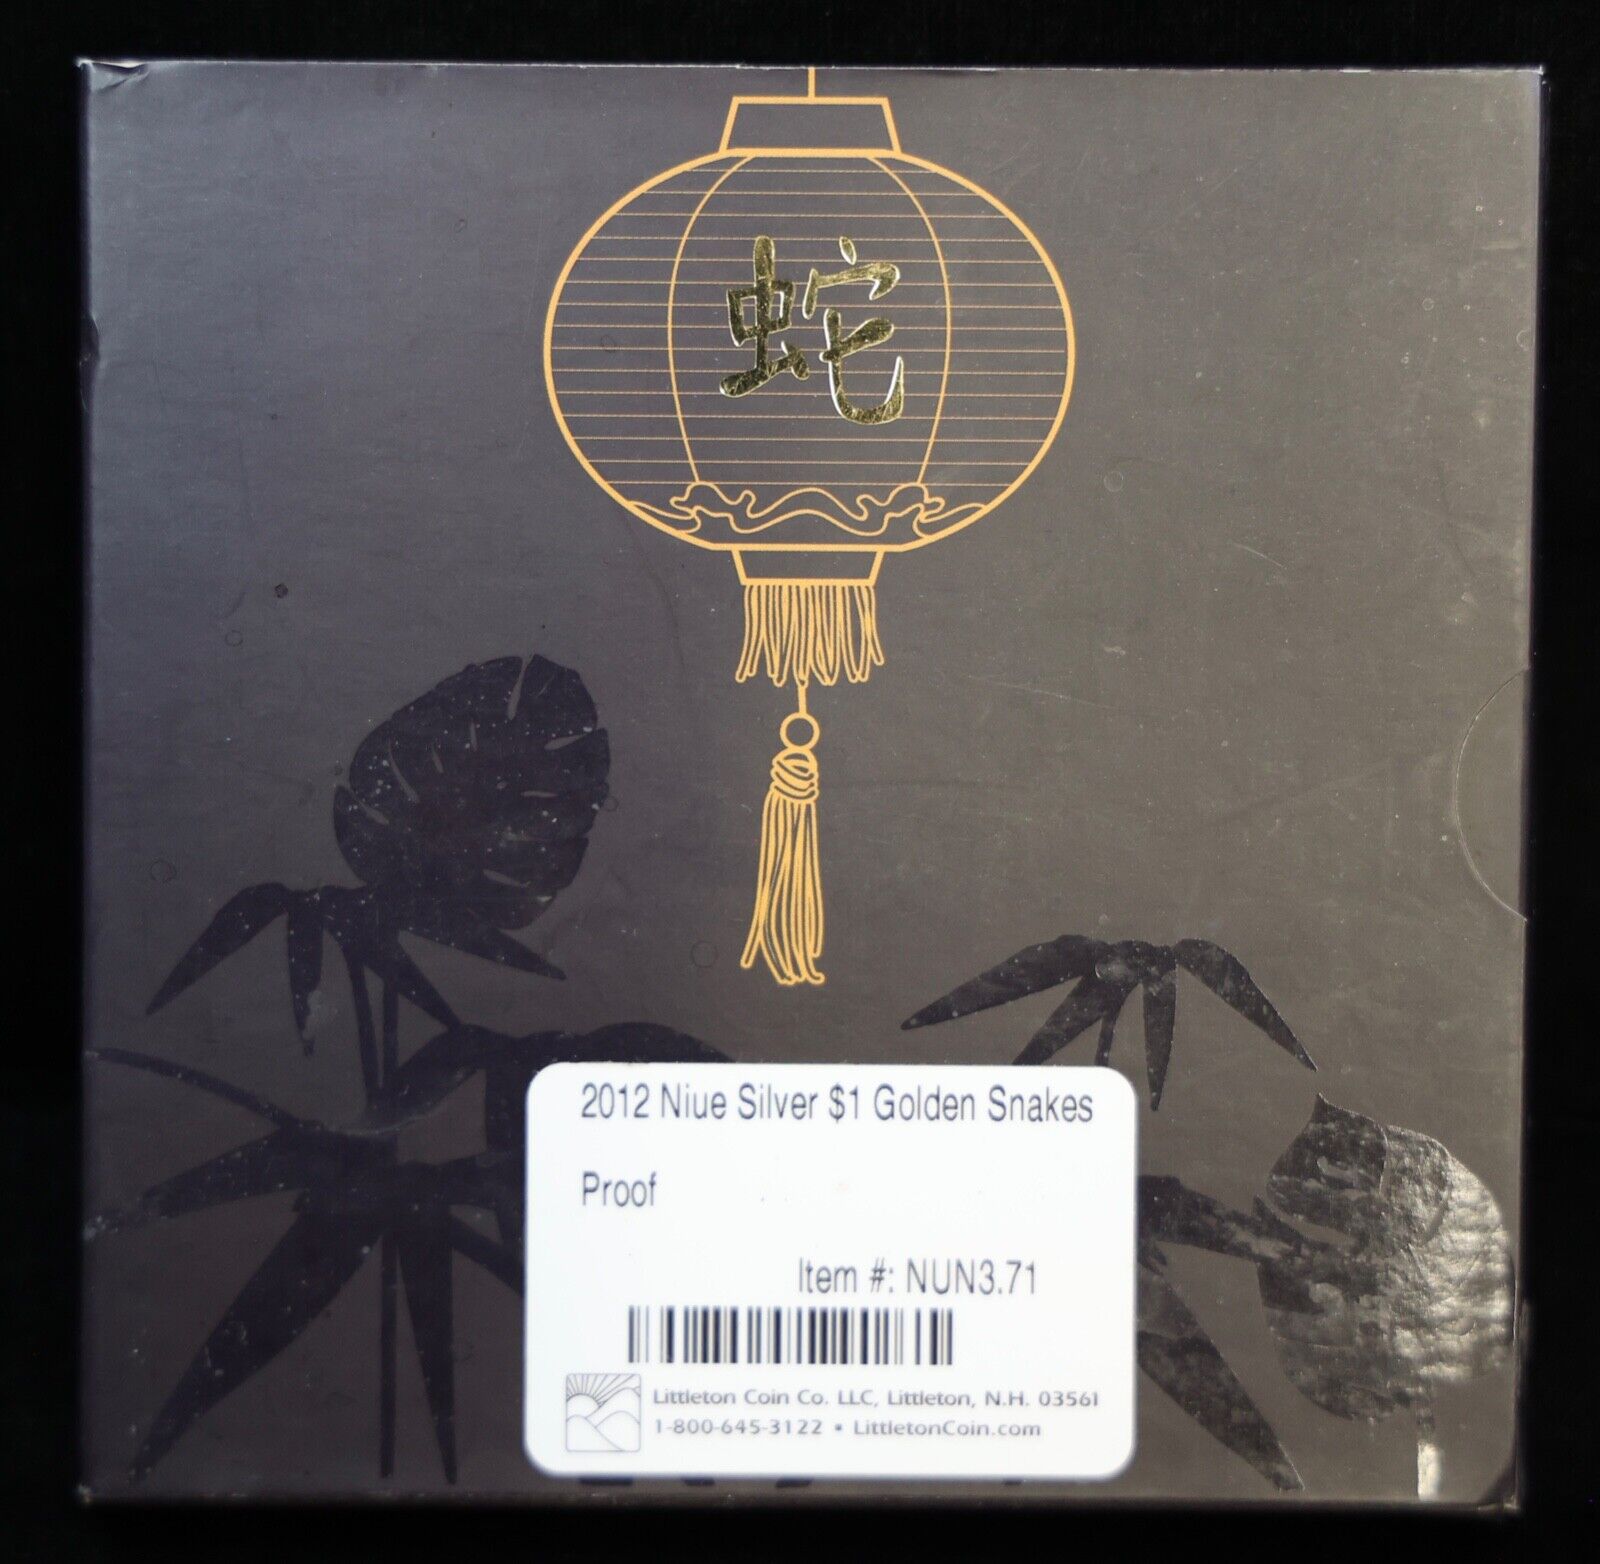 蛇
2012 Niue Silver $1 Golden Snakes
Proof
Item #: NUN3.71
Littleton Coin Co. LLC, Littleton, N.H. 03561
1-800-645-3122 • LittletonCoin.com